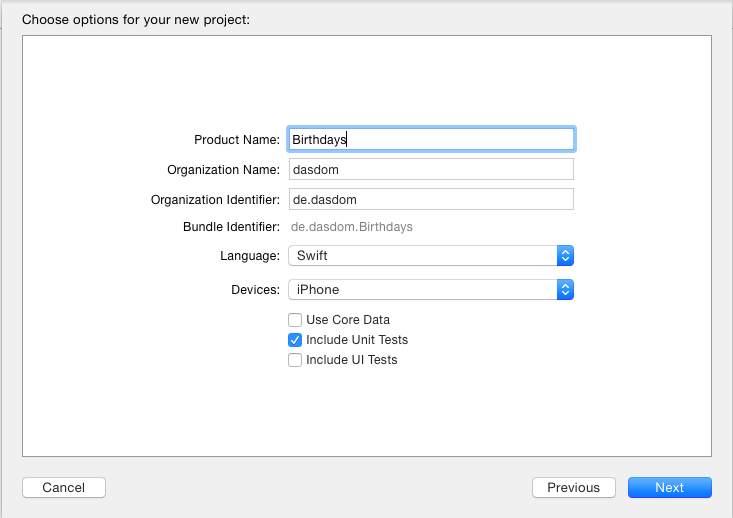 Choose options for your new project:
Product Name: Birthdays
Organization Name: dasdom
Organization Identifier: de.dasdom
Bundle Identifier: de.dasdom.Birthdays
Language: Swift
Devices: iPhone
Use Core Data
Include Unit Tests
Include UI Tests
Cancel Previous Next